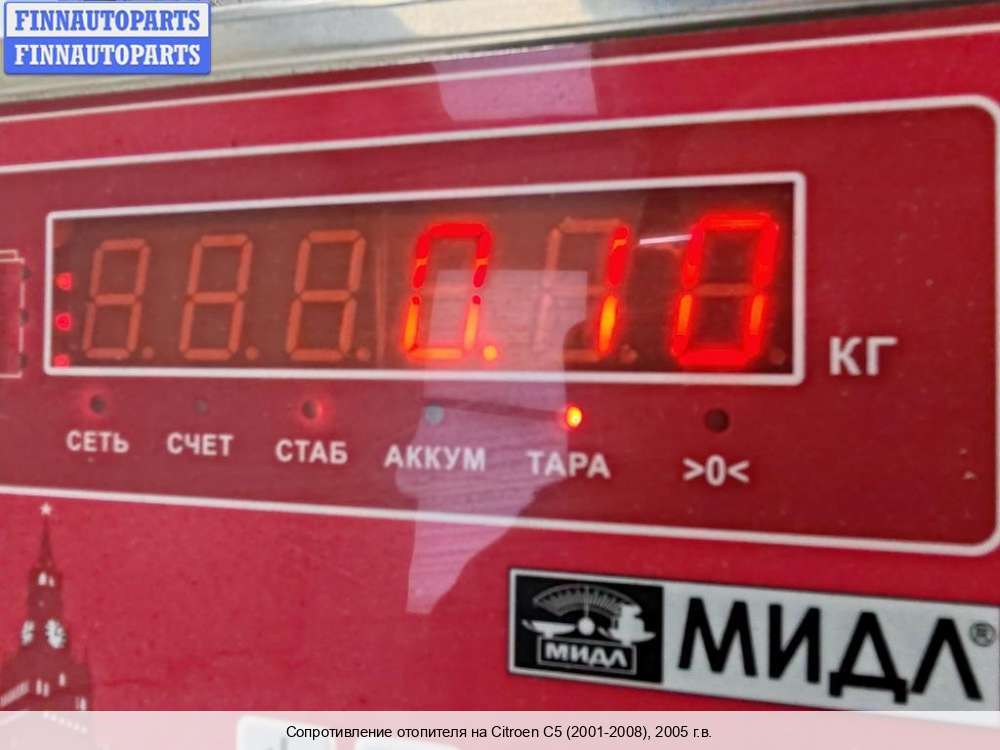 FINNAUTOPARTS
FINNAUTOPARTS
0.10
КГ
СЕТЬ СЧЕТ СТАБ АККУМ ТАРА >0<
МИДЛ МИДЛ®
Сопротивление отопителя на Citroen C5 (2001-2008), 2005 г.в.